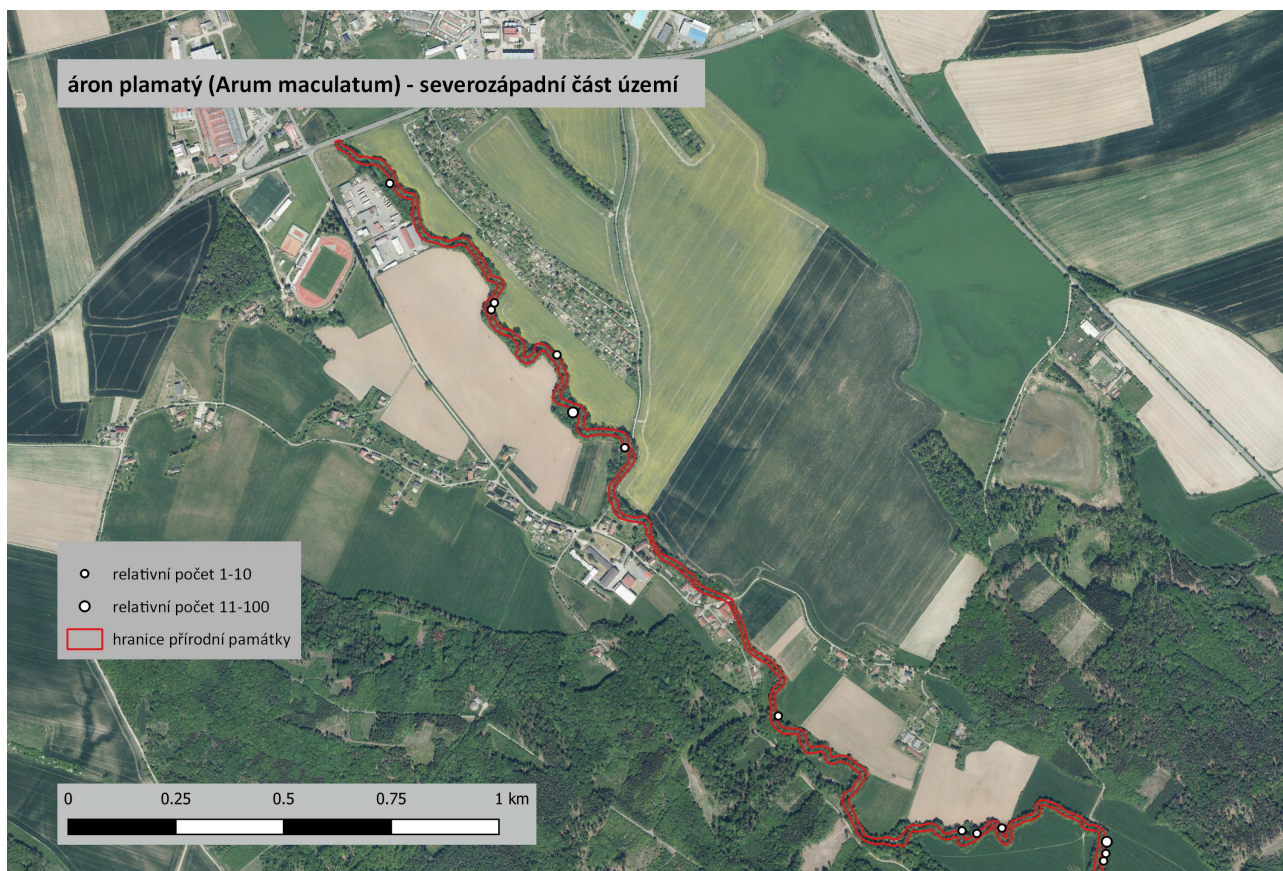 áron plamatý (Arum maculatum) - severozápadní část území
relativní počet 1-10
relativní počet 11-100
hranice přírodní památky
0 0.25 0.5 0.75 1 km